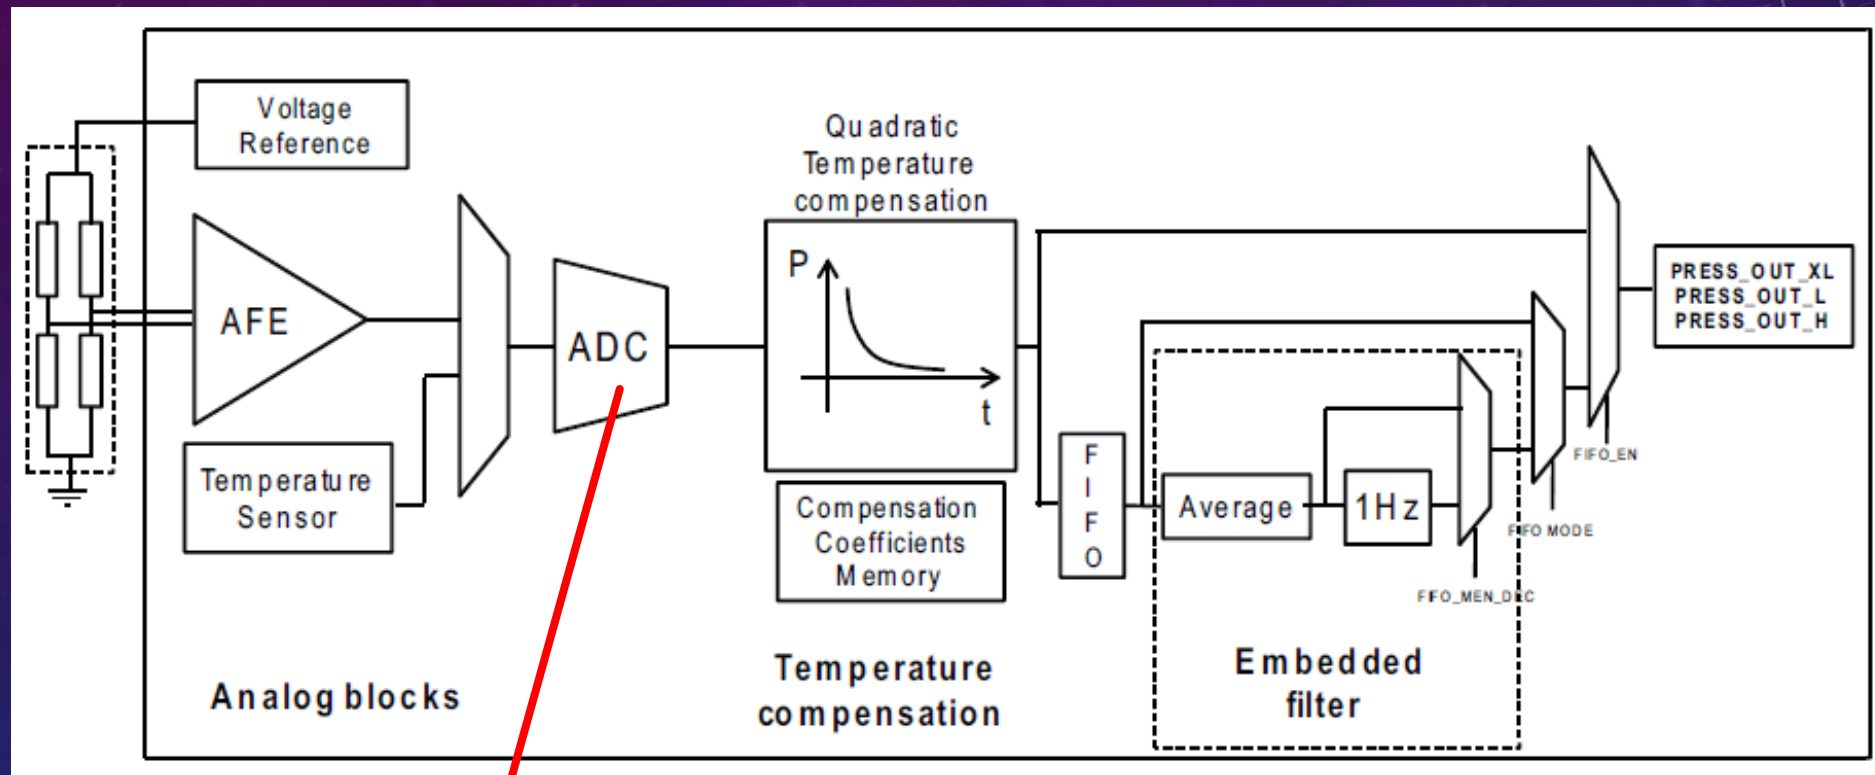 Voltage
Reference
AFE
Temperature
Sensor
ADC
Quadratic
Temperature
compensation
P
t
Compensation
Coefficients
Memory
F
I
F
O
Average
1Hz
PRESS_OUT_XL
PRESS_OUT_L
PRESS_OUT_H
FIFO_EN
FIFO MODE
FIFO_MEN_DEC
Analog blocks
Temperature
compensation
Embedded
filter